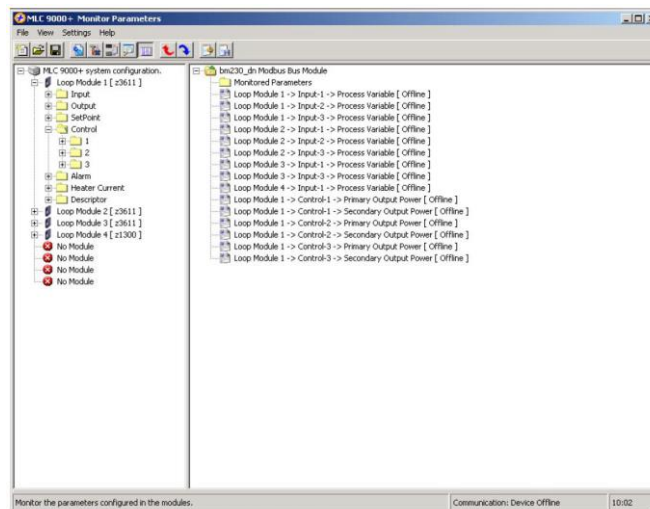 MLC 9000+ Monitor Parameters
File View Settings Help
MLC 9000+ system configuration.
Loop Module 1 [ z3611 ]
Input
Output
SetPoint
Control
1
2
3
Alarm
Heater Current
Descriptor
Loop Module 2 [ z3611 ]
Loop Module 3 [ z3611 ]
Loop Module 4 [ z1300 ]
No Module
No Module
No Module
No Module
bm230_dn Modbus Bus Module
Monitored Parameters
Loop Module 1 -> Input-1 -> Process Variable [ Offline ]
Loop Module 1 -> Input-2 -> Process Variable [ Offline ]
Loop Module 1 -> Input-3 -> Process Variable [ Offline ]
Loop Module 2 -> Input-1 -> Process Variable [ Offline ]
Loop Module 2 -> Input-2 -> Process Variable [ Offline ]
Loop Module 2 -> Input-3 -> Process Variable [ Offline ]
Loop Module 3 -> Input-1 -> Process Variable [ Offline ]
Loop Module 3 -> Input-3 -> Process Variable [ Offline ]
Loop Module 4 -> Input-1 -> Process Variable [ Offline ]
Loop Module 1 -> Control-1 -> Primary Output Power [ Offline ]
Loop Module 1 -> Control-1 -> Secondary Output Power [ Offline ]
Loop Module 1 -> Control-2 -> Primary Output Power [ Offline ]
Loop Module 1 -> Control-2 -> Secondary Output Power [ Offline ]
Loop Module 1 -> Control-3 -> Primary Output Power [ Offline ]
Loop Module 1 -> Control-3 -> Secondary Output Power [ Offline ]
Monitor the parameters configured in the modules.
Communication: Device Offline
10:02